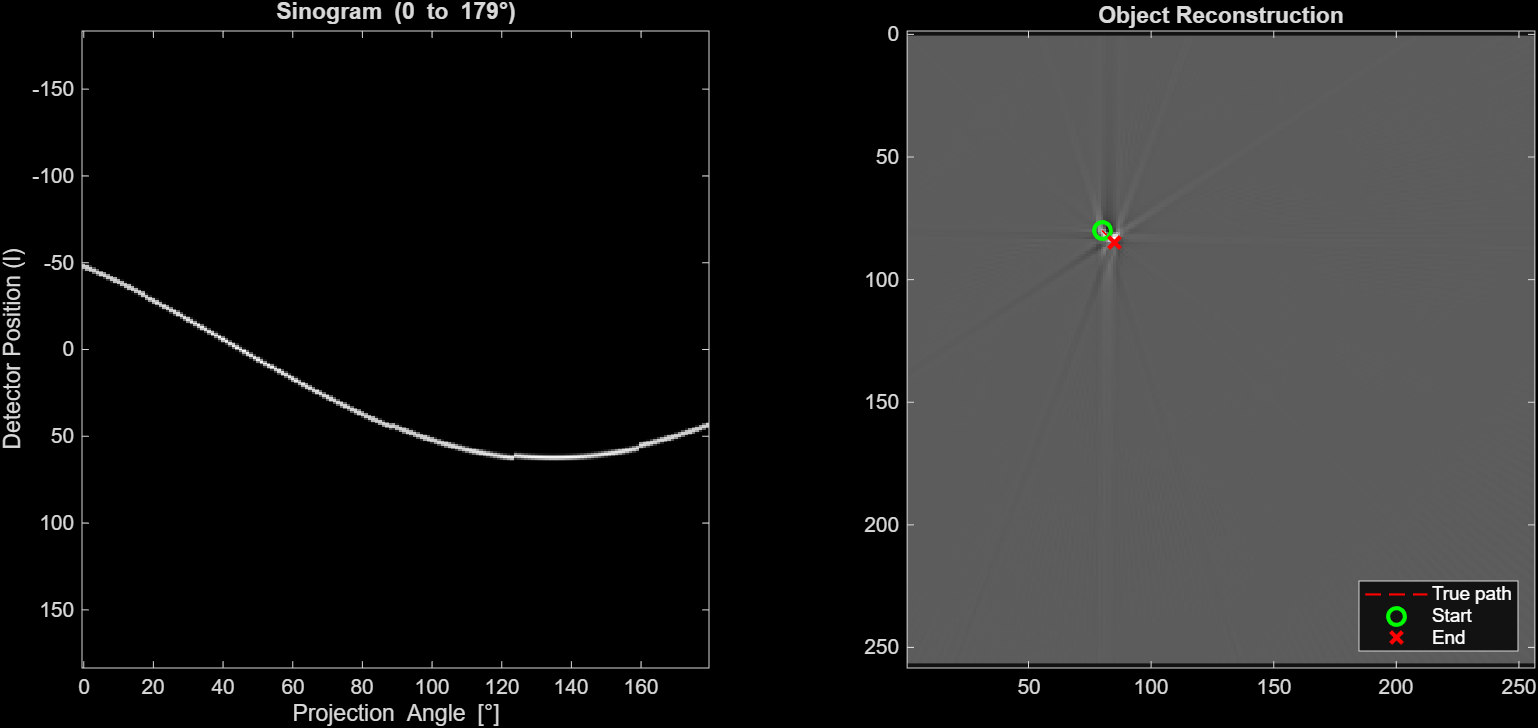 Sinogram (0 to 179°)
-150
-100
-50
0
50
100
150
Detector Position (l)
0 20 40 60 80 100 120 140 160
Projection Angle [°]
Object Reconstruction
0
50
100
150
200
250
50 100 150 200 250
True path
Start
End